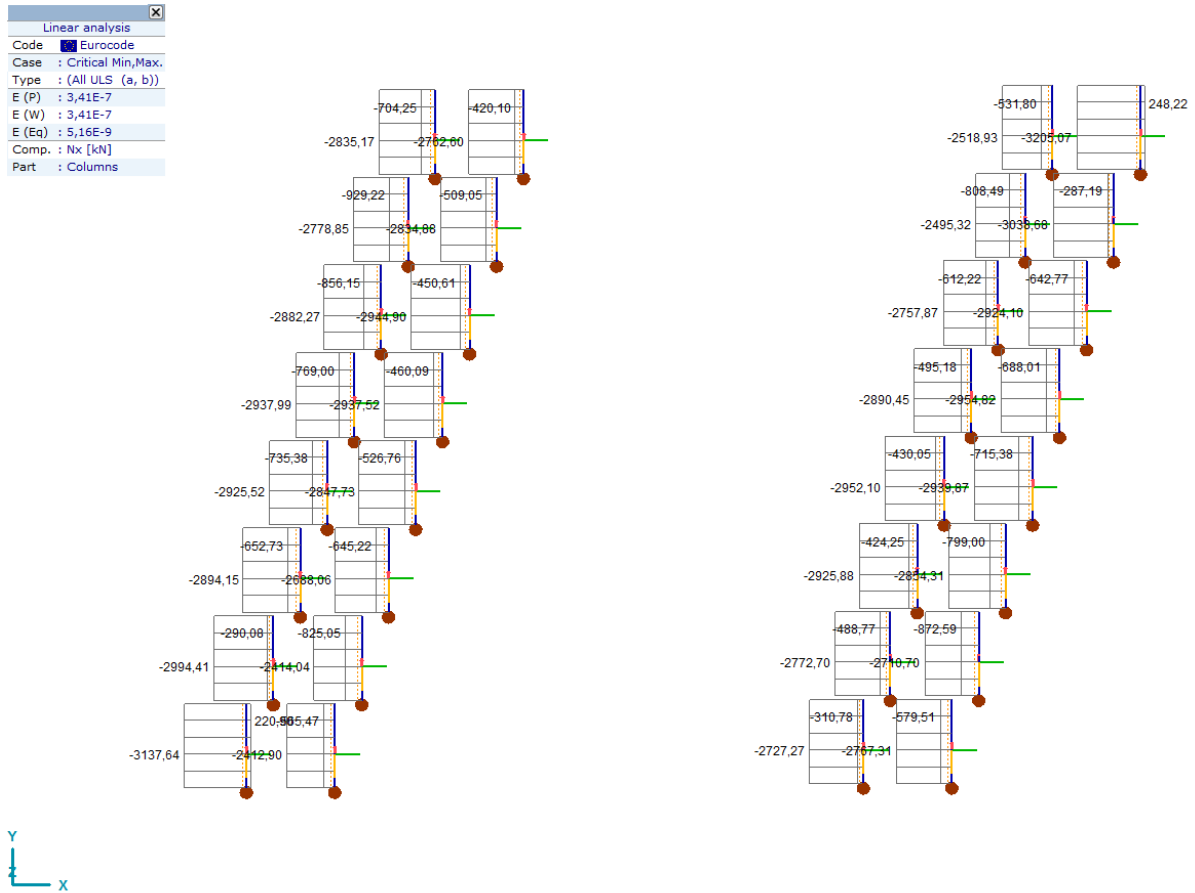 Linear analysis
Code Eurocode
Case : Critical Min,Max.
Type : (All ULS (a, b))
E (P) : 3,41E-7
E (W) : 3,41E-7
E (Eq) : 5,16E-9
Comp. : Nx [kN]
Part : Columns
-704,25 -420,10 -531,80 248,22
-2835,17 -2762,60 -2518,93 -3205,07
-929,22 -509,05 -808,49 -287,19
-2778,85 -2834,88 -2495,32 -3038,68
-856,15 -450,61 -612,22 -642,77
-2882,27 -2944,90 -2757,87 -2924,10
-769,00 -460,09 -495,18 -688,01
-2937,99 -2937,52 -2890,45 -2954,82
-735,38 -526,76 -430,05 -715,38
-2925,52 -2847,73 -2952,10 -2939,87
-652,73 -645,22 -424,25 -799,00
-2894,15 -2688,06 -2925,88 -2854,31
-290,08 -825,05 -488,77 -872,59
-2994,41 -2414,04 -2772,70 -2710,70
-310,78 -579,51
-3137,64 -2412,90 -2727,27 -2767,31
Y
Z
X